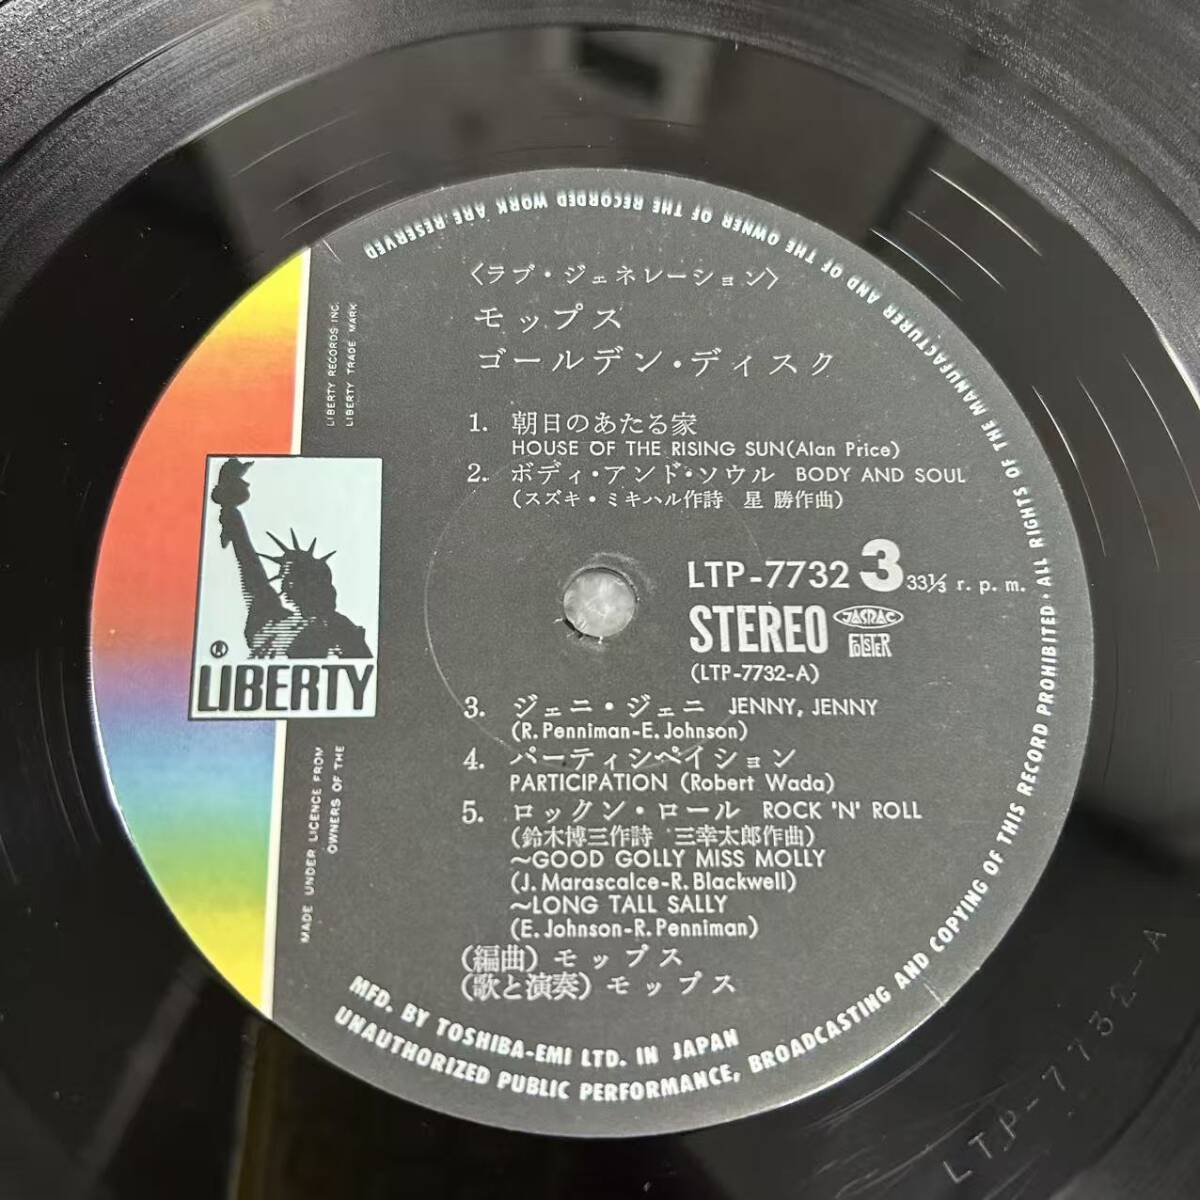 〈ラブ・ジェネレーション〉
モップス
ゴールデン・ディスク
1. 朝日のあたる家
HOUSE OF THE RISING SUN(Alan Price)
2. ボディ・アンド・ソウル BODY AND SOUL
(スズキ・ミキハル作詩 星 勝作曲)
LTP-7732 3 33⅓ r. p. m.
STEREO JASRAC
FOLSTER
(LTP-7732-A)
3. ジェニ・ジェニ JENNY, JENNY
(R. Penniman-E. Johnson)
4. パーティシペイション
PARTICIPATION (Robert Wada)
5. ロックン・ロール ROCK 'N' ROLL
(鈴木博三作詩 三幸太郎作曲)
~GOOD GOLLY MISS MOLLY
(J. Marascalce-R. Blackwell)
~LONG TALL SALLY
(E. Johnson-R. Penniman)
(編曲) モップス
(歌と演奏) モップス
LIBERTY RECORDS INC.
LIBERTY TRADE MARK
® LIBERTY
MADE UNDER LICENCE FROM
OWNERS OF THE
MFD. BY TOSHIBA-EMI LTD. IN JAPAN
UNAUTHORIZED PUBLIC PERFORMANCE, BROADCASTING AND COPYING OF THIS RECORD PROHIBITED · ALL RIGHTS OF THE MANUFACTURER AND OF THE OWNER OF THE RECORDED WORK ARE RESERVED
LTP-7732-A